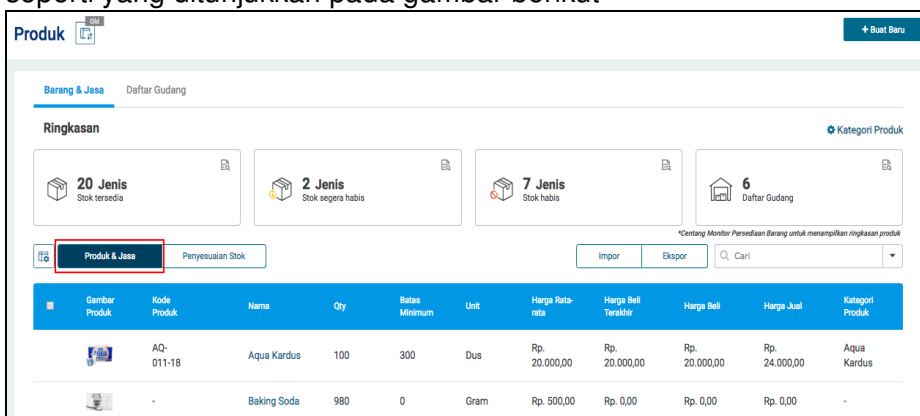 seperti yang ditunjukkan pada gambar berikut
Produk Old
+ Buat Baru
Barang & Jasa Daftar Gudang
Ringkasan
Kategori Produk
20 Jenis
Stok tersedia
2 Jenis
Stok segera habis
7 Jenis
Stok habis
6
Daftar Gudang
*Centang Monitor Persediaan Barang untuk menampilkan ringkasan produk
Produk & Jasa Penyesuaian Stok Impor Ekspor Cari
Gambar Produk Kode Produk Nama Qty Batas Minimum Unit Harga Rata-rata Harga Beli Terakhir Harga Beli Harga Jual Kategori Produk
AQ-011-18 Aqua Kardus 100 300 Dus Rp. 20.000,00 Rp. 20.000,00 Rp. 20.000,00 Rp. 24.000,00 Aqua Kardus
- Baking Soda 980 0 Gram Rp. 500,00 Rp. 0,00 Rp. 0,00 Rp. 0,00 -